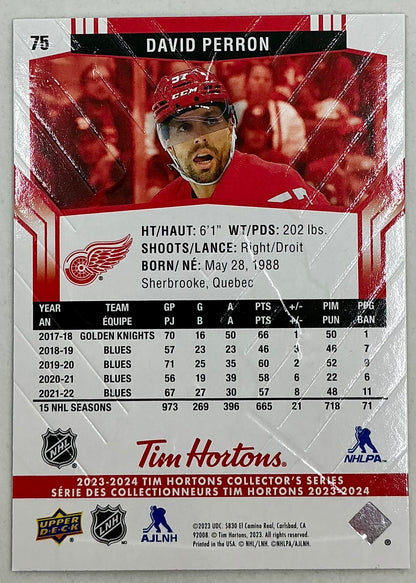 75
DAVID PERRON
CCM
HT/HAUT: 6'1" WT/PDS: 202 lbs.
SHOOTS/LANCE: Right/Droit
BORN/ NÉ: May 28, 1988
Sherbrooke, Quebec
YEAR TEAM GP G A PTS +/- PIM PPG
AN ÉQUIPE PJ B A PTS +/- PUN BAN
2017-18 GOLDEN KNIGHTS 70 16 50 66 1 50 1
2018-19 BLUES 57 23 23 46 3 46 7
2019-20 BLUES 71 25 35 60 2 52 9
2020-21 BLUES 56 19 39 58 6 22 6
2021-22 BLUES 67 27 30 57 8 48 11
15 NHL SEASONS 973 269 396 665 21 718 71
NHL
Tim Hortons®
NHLPA
2023-2024 TIM HORTONS COLLECTOR'S SERIES
SÉRIE DES COLLECTIONNEURS TIM HORTONS 2023-2024
UPPER DECK
LNH
AJLNH
©2023 UDC. 5830 El Camino Real, Carlsbad, CA
92008. © Tim Hortons, 2023. All rights reserved.
Printed in the USA. © NHL/LNH. ©NHLPA/AJLNH.